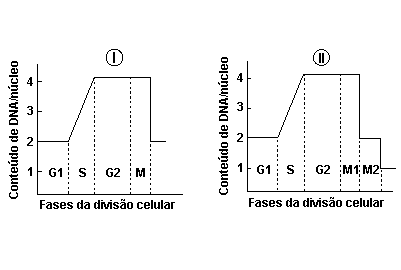 I
Conteúdo de DNA/núcleo
4
3
2
1
G1 S G2 M
Fases da divisão celular
II
Conteúdo de DNA/núcleo
4
3
2
1
G1 S G2 M1 M2
Fases da divisão celular